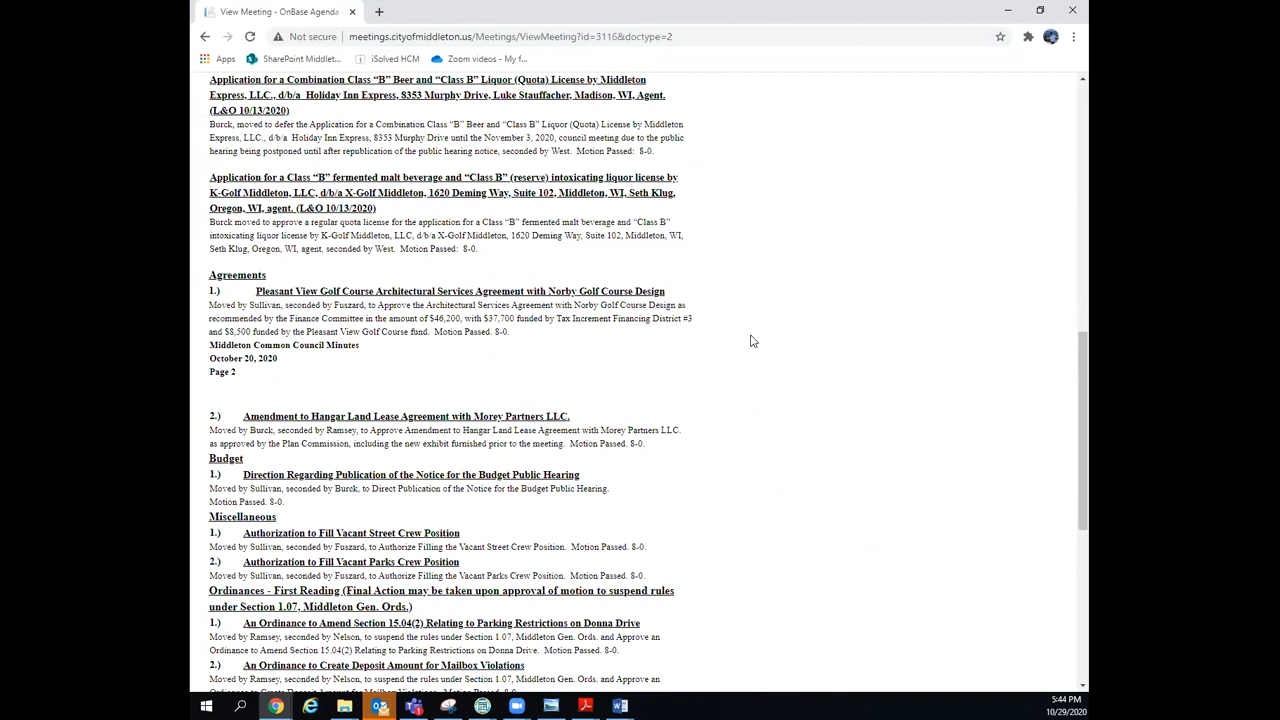 View Meeting - OnBase Agenda
Not secure | meetings.cityofmiddleton.us/Meetings/ViewMeeting?id=3116&doctype=2
Apps SharePoint Middlet... iSolved HCM Zoom videos - My f...
Application for a Combination Class “B” Beer and “Class B” Liquor (Quota) License by Middleton
Express, LLC., d/b/a Holiday Inn Express, 8353 Murphy Drive, Luke Stauffacher, Madison, WI, Agent.
(L&O 10/13/2020)
Burck, moved to defer the Application for a Combination Class “B” Beer and “Class B” Liquor (Quota) License by Middleton
Express, LLC., d/b/a Holiday Inn Express, 8353 Murphy Drive until the November 3, 2020, council meeting due to the public
hearing being postponed until after republication of the public hearing notice, seconded by West. Motion Passed: 8-0.
Application for a Class “B” fermented malt beverage and “Class B” (reserve) intoxicating liquor license by
K-Golf Middleton, LLC, d/b/a X-Golf Middleton, 1620 Deming Way, Suite 102, Middleton, WI, Seth Klug,
Oregon, WI, agent. (L&O 10/13/2020)
Burck moved to approve a regular quota license for the application for a Class “B” fermented malt beverage and “Class B”
intoxicating liquor license by K-Golf Middleton, LLC, d/b/a X-Golf Middleton, 1620 Deming Way, Suite 102, Middleton, WI,
Seth Klug, Oregon, WI, agent, seconded by West. Motion Passed: 8-0.
Agreements
1.) Pleasant View Golf Course Architectural Services Agreement with Norby Golf Course Design
Moved by Sullivan, seconded by Fuszard, to Approve the Architectural Services Agreement with Norby Golf Course Design as
recommended by the Finance Committee in the amount of $46,200, with $37,700 funded by Tax Increment Financing District #3
and $8,500 funded by the Pleasant View Golf Course fund. Motion Passed. 8-0.
Middleton Common Council Minutes
October 20, 2020
Page 2
2.) Amendment to Hangar Land Lease Agreement with Morey Partners LLC.
Moved by Burck, seconded by Ramsey, to Approve Amendment to Hangar Land Lease Agreement with Morey Partners LLC.
as approved by the Plan Commission, including the new exhibit furnished prior to the meeting. Motion Passed. 8-0.
Budget
1.) Direction Regarding Publication of the Notice for the Budget Public Hearing
Moved by Sullivan, seconded by Burck, to Direct Publication of the Notice for the Budget Public Hearing.
Motion Passed. 8-0.
Miscellaneous
1.) Authorization to Fill Vacant Street Crew Position
Moved by Sullivan, seconded by Fuszard, to Authorize Filling the Vacant Street Crew Position. Motion Passed. 8-0.
2.) Authorization to Fill Vacant Parks Crew Position
Moved by Sullivan, seconded by Fuszard, to Authorize Filling the Vacant Parks Crew Position. Motion Passed. 8-0.
Ordinances - First Reading (Final Action may be taken upon approval of motion to suspend rules
under Section 1.07, Middleton Gen. Ords.)
1.) An Ordinance to Amend Section 15.04(2) Relating to Parking Restrictions on Donna Drive
Moved by Ramsey, seconded by Nelson, to suspend the rules under Section 1.07, Middleton Gen. Ords. and Approve an
Ordinance to Amend Section 15.04(2) Relating to Parking Restrictions on Donna Drive. Motion Passed. 8-0.
2.) An Ordinance to Create Deposit Amount for Mailbox Violations
Moved by Ramsey, seconded by Nelson, to suspend the rules under Section 1.07, Middleton Gen. Ords. and Approve an
Ordinance to Create Deposit Amount for Mailbox Violations. Motion Passed. 8-0.
5:44 PM
10/29/2020